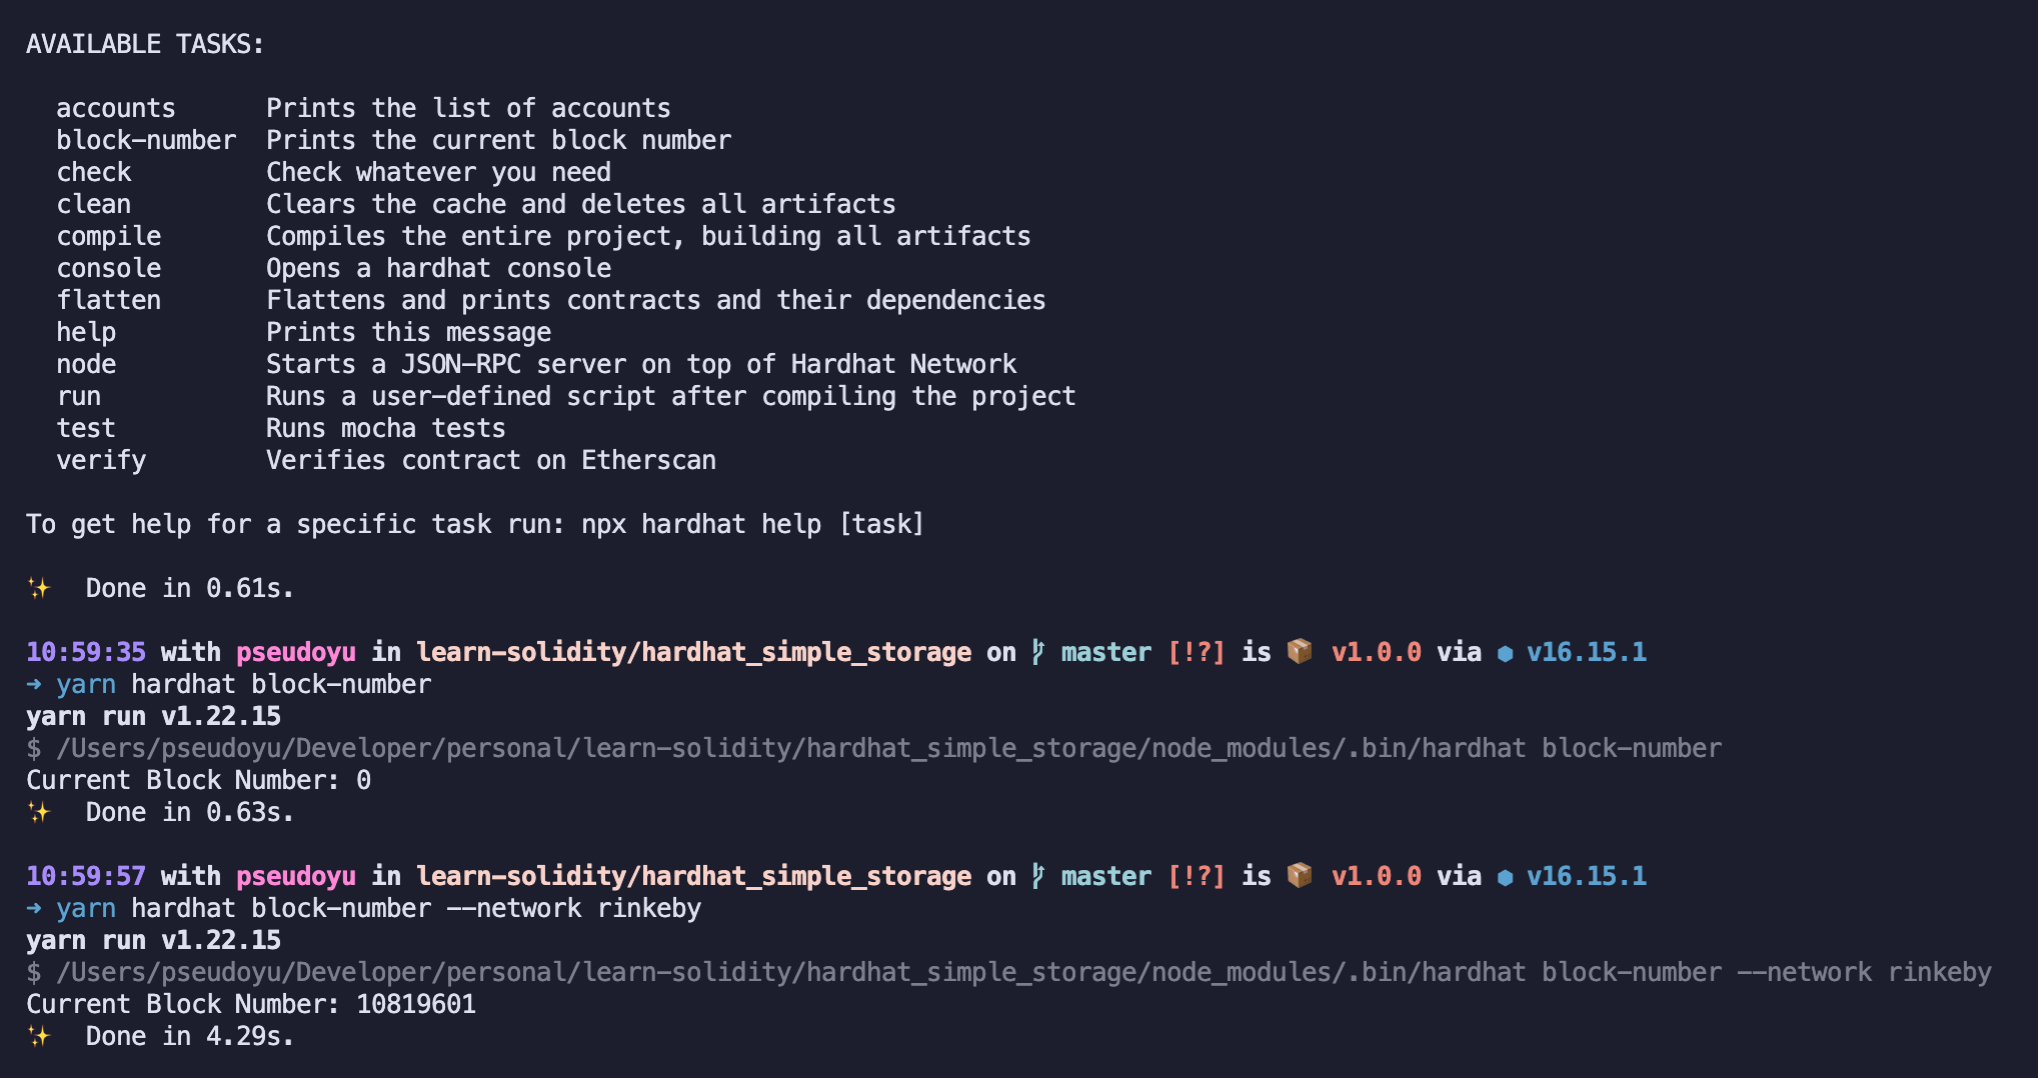 AVAILABLE TASKS:
accounts      Prints the list of accounts
block-number  Prints the current block number
check         Check whatever you need
clean         Clears the cache and deletes all artifacts
compile       Compiles the entire project, building all artifacts
console       Opens a hardhat console
flatten       Flattens and prints contracts and their dependencies
help          Prints this message
node          Starts a JSON-RPC server on top of Hardhat Network
run           Runs a user-defined script after compiling the project
test          Runs mocha tests
verify        Verifies contract on Etherscan
To get help for a specific task run: npx hardhat help [task]
✨  Done in 0.61s.
10:59:35 with pseudoyu in learn-solidity/hardhat_simple_storage on master [!?] is 📦 v1.0.0 via ⬢ v16.15.1
➜ yarn hardhat block-number
yarn run v1.22.15
$ /Users/pseudoyu/Developer/personal/learn-solidity/hardhat_simple_storage/node_modules/.bin/hardhat block-number
Current Block Number: 0
✨  Done in 0.63s.
10:59:57 with pseudoyu in learn-solidity/hardhat_simple_storage on master [!?] is 📦 v1.0.0 via ⬢ v16.15.1
➜ yarn hardhat block-number --network rinkeby
yarn run v1.22.15
$ /Users/pseudoyu/Developer/personal/learn-solidity/hardhat_simple_storage/node_modules/.bin/hardhat block-number --network rinkeby
Current Block Number: 10819601
✨  Done in 4.29s.